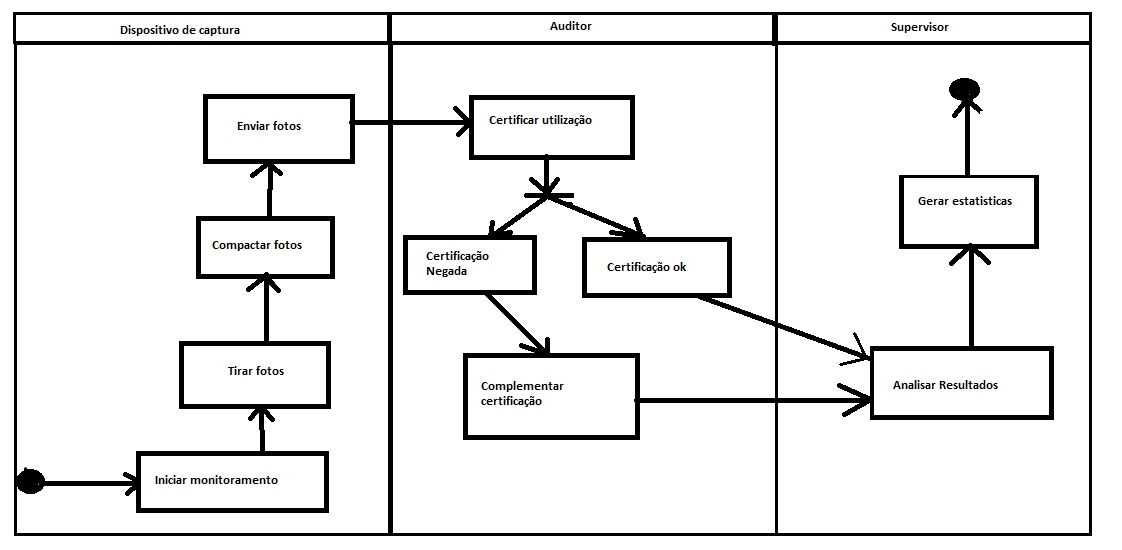 Dispositivo de captura
Auditor
Supervisor
Enviar fotos
Compactar fotos
Tirar fotos
Iniciar monitoramento
Certificar utilização
Certificação
Negada
Certificação ok
Complementar
certificação
Gerar estatisticas
Analisar Resultados